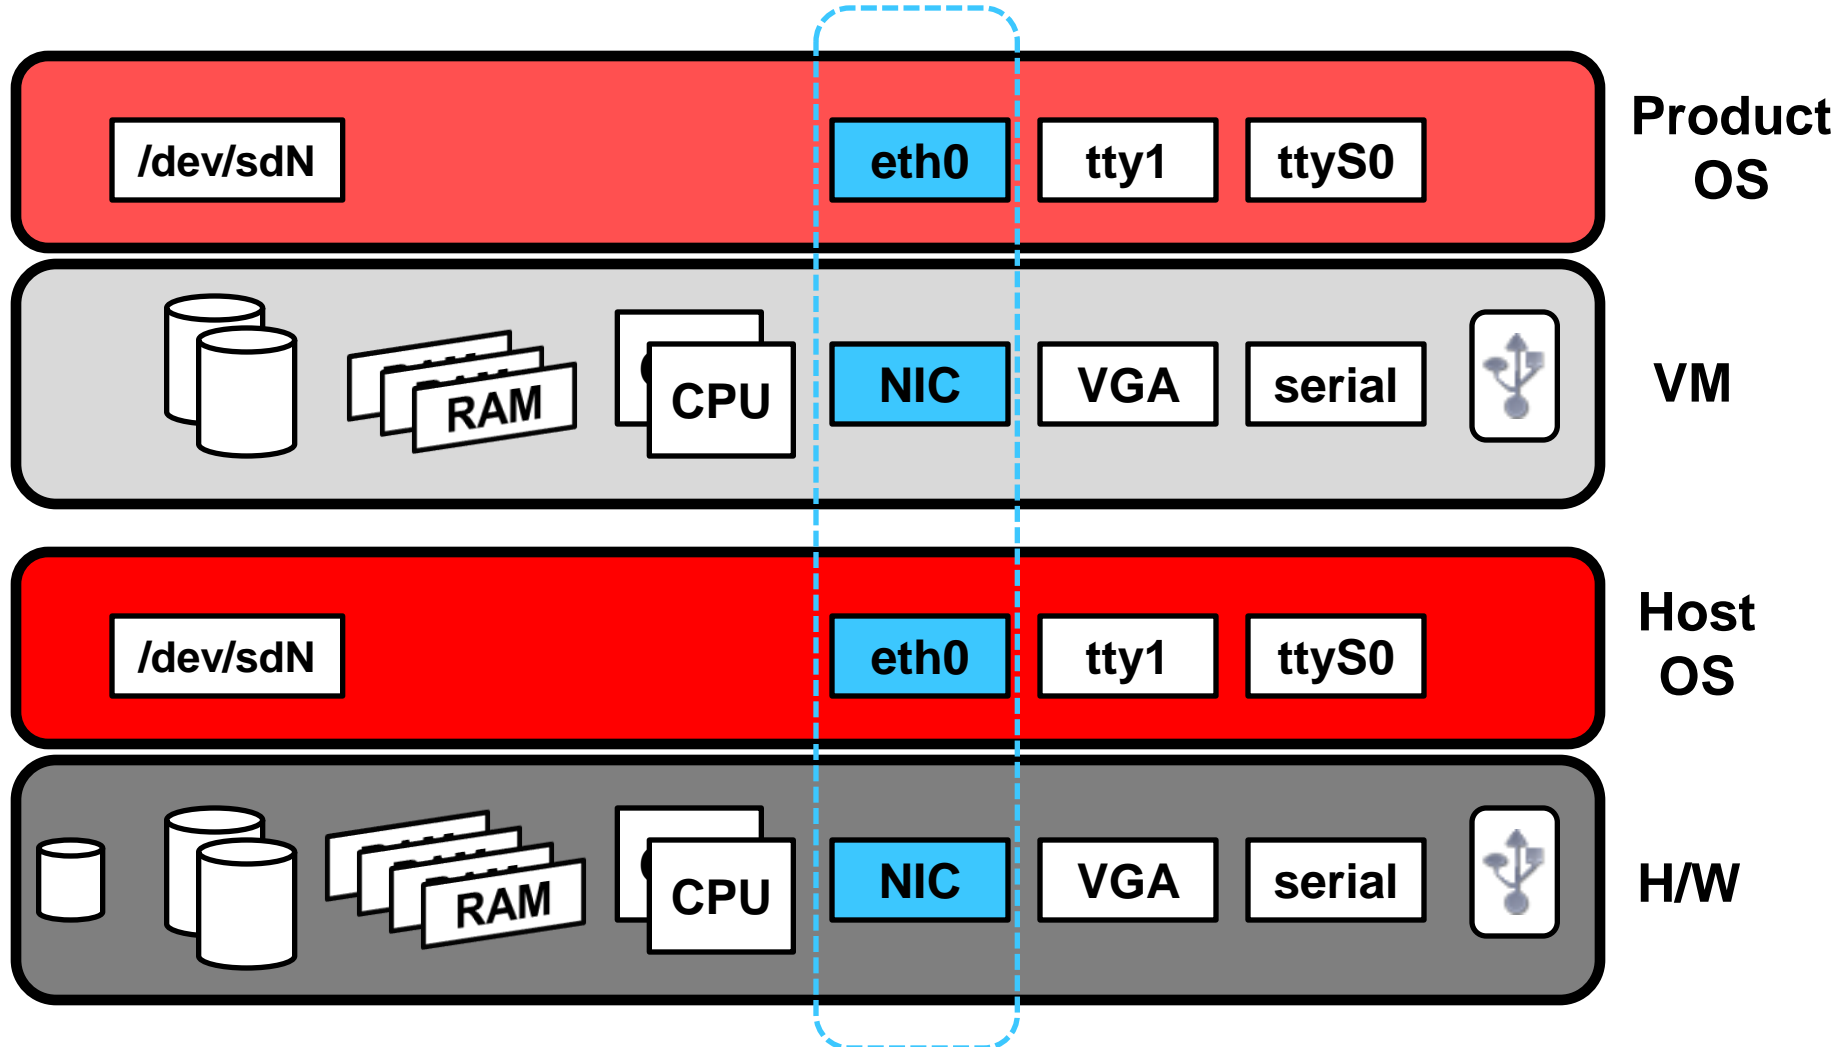 Product
OS
/dev/sdN
eth0
tty1
ttyS0
VM
RAM
CPU
NIC
VGA
serial
Host
OS
/dev/sdN
eth0
tty1
ttyS0
H/W
RAM
CPU
NIC
VGA
serial